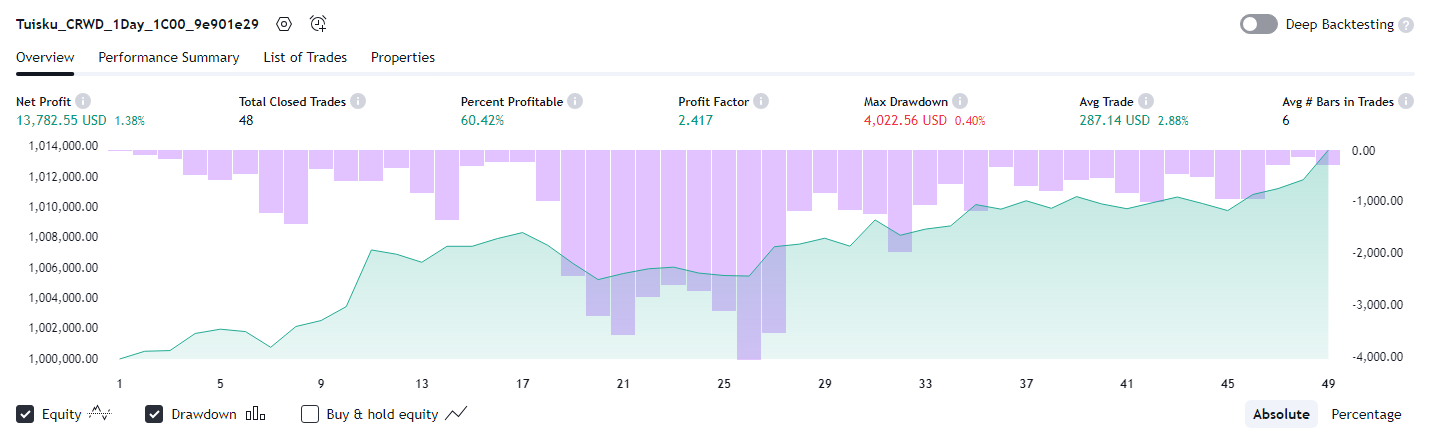 Tuisku_CRWD_1Day_1C00_9e901e29
Deep Backtesting ?
Overview Performance Summary List of Trades Properties
Net Profit i Total Closed Trades i Percent Profitable i Profit Factor i Max Drawdown i Avg Trade i Avg # Bars in Trades i
13,782.55 USD 1.38% 48 60.42% 2.417 4,022.56 USD 0.40% 287.14 USD 2.88% 6
1,014,000.00 0.00
1,012,000.00
1,010,000.00 -1,000.00
1,008,000.00
-2,000.00
1,006,000.00
1,004,000.00 -3,000.00
1,002,000.00
1,000,000.00 -4,000.00
1 5 9 13 17 21 25 29 33 37 41 45 49
Equity Drawdown Buy & hold equity Absolute Percentage